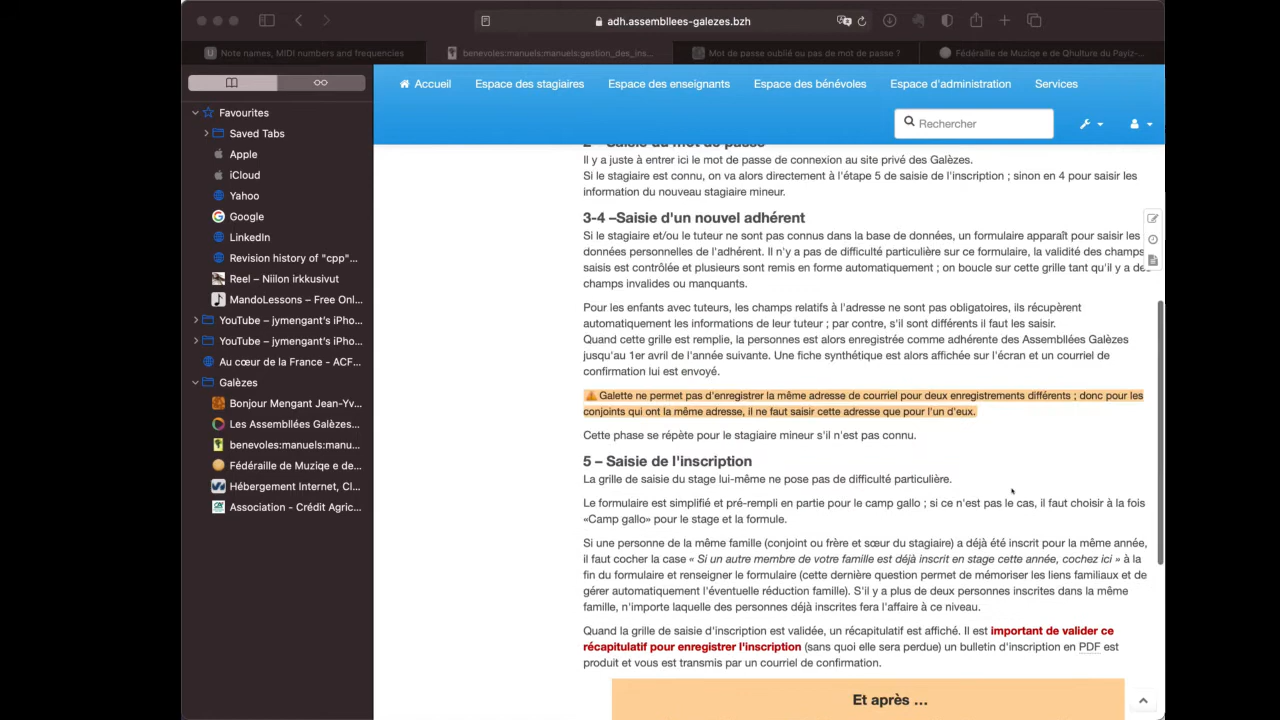 adh.assembllees-galezes.bzh
Note names, MIDI numbers and frequencies
benevoles:manuels:manuels:gestion_des_ins...
Mot de passe oublié ou pas de mot de passe ?
Fédéraîlle de Muziqe e de Qhulture du Payiz-...
Accueil
Espace des stagiaires
Espace des enseignants
Espace des bénévoles
Espace d'administration
Services
Rechercher
Favourites
Saved Tabs
Apple
iCloud
Yahoo
Google
LinkedIn
Revision history of "cpp"...
Reel – Niilon irkkusivut
MandoLessons – Free Onl...
YouTube – jymengant's iPho...
YouTube – jymengant's iPho...
Au cœur de la France - ACF...
Galèzes
Bonjour Mengant Jean-Yv...
Les Assembllées Galèzes...
benevoles:manuels:manu...
Fédéraille de Muziqe e de...
Hébergement Internet, Cl...
Association - Crédit Agric...
2 – Saisie du mot de passe
Il y a juste à entrer ici le mot de passe de connexion au site privé des Galèzes.
Si le stagiaire est connu, on va alors directement à l'étape 5 de saisie de l'inscription ; sinon en 4 pour saisir les
information du nouveau stagiaire mineur.
3-4 –Saisie d'un nouvel adhérent
Si le stagiaire et/ou le tuteur ne sont pas connus dans la base de données, un formulaire apparaît pour saisir les
données personnelles de l'adhérent. Il n'y a pas de difficulté particulière sur ce formulaire, la validité des champs
saisis est contrôlée et plusieurs sont remis en forme automatiquement ; on boucle sur cette grille tant qu'il y a des
champs invalides ou manquants.
Pour les enfants avec tuteurs, les champs relatifs à l'adresse ne sont pas obligatoires, ils récupèrent
automatiquement les informations de leur tuteur ; par contre, s'il sont différents il faut les saisir.
Quand cette grille est remplie, la personnes est alors enregistrée comme adhérente des Assembllées Galèzes
jusqu'au 1er avril de l'année suivante. Une fiche synthétique est alors affichée sur l'écran et un courriel de
confirmation lui est envoyé.
Galette ne permet pas d'enregistrer la même adresse de courriel pour deux enregistrements différents ; donc pour les
conjoints qui ont la même adresse, il ne faut saisir cette adresse que pour l'un d'eux.
Cette phase se répète pour le stagiaire mineur s'il n'est pas connu.
5 – Saisie de l'inscription
La grille de saisie du stage lui-même ne pose pas de difficulté particulière.
Le formulaire est simplifié et pré-rempli en partie pour le camp gallo ; si ce n'est pas le cas, il faut choisir à la fois
«Camp gallo» pour le stage et la formule.
Si une personne de la même famille (conjoint ou frère et sœur du stagiaire) a déjà été inscrit pour la même année,
il faut cocher la case « Si un autre membre de votre famille est déjà inscrit en stage cette année, cochez ici » à la
fin du formulaire et renseigner le formulaire (cette dernière question permet de mémoriser les liens familiaux et de
gérer automatiquement l'éventuelle réduction famille). S'il y a plus de deux personnes inscrites dans la même
famille, n'importe laquelle des personnes déjà inscrites fera l'affaire à ce niveau.
Quand la grille de saisie d'inscription est validée, un récapitulatif est affiché. Il est important de valider ce
récapitulatif pour enregistrer l'inscription (sans quoi elle sera perdue) un bulletin d'inscription en PDF est
produit et vous est transmis par un courriel de confirmation.
Et après ...